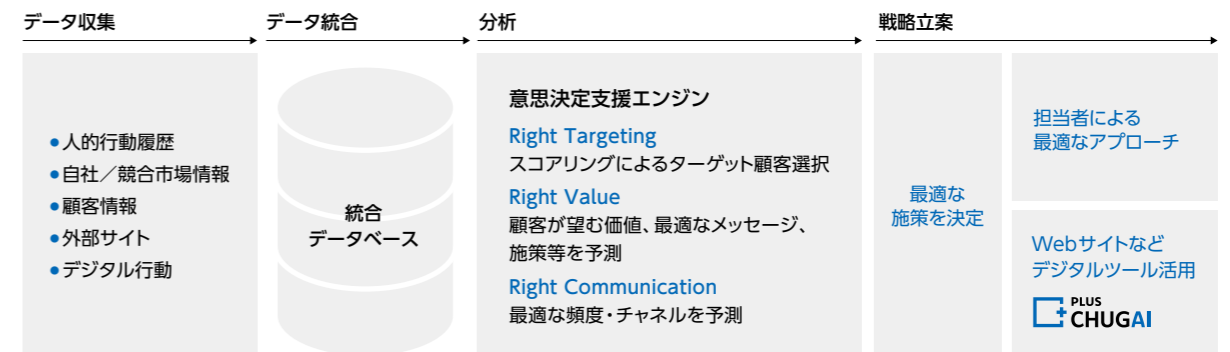 データ収集
データ統合
分析
戦略立案
●人的行動履歴
●自社／競合市場情報
●顧客情報
●外部サイト
●デジタル行動
統合
データベース
意思決定支援エンジン
Right Targeting
スコアリングによるターゲット顧客選択
Right Value
顧客が望む価値、最適なメッセージ、
施策等を予測
Right Communication
最適な頻度・チャネルを予測
最適な
施策を決定
担当者による
最適なアプローチ
Webサイトなど
デジタルツール活用
PLUS
CHUGAI